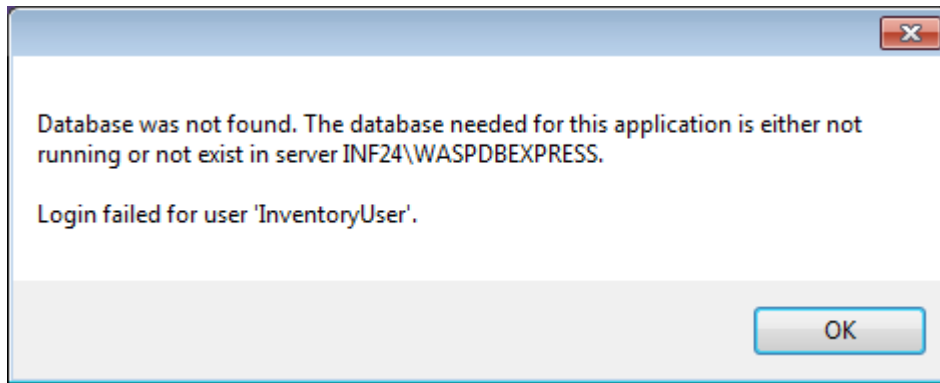 Database was not found. The database needed for this application is either not
running or not exist in server INF24\WASPDBEXPRESS.
Login failed for user 'InventoryUser'.
OK